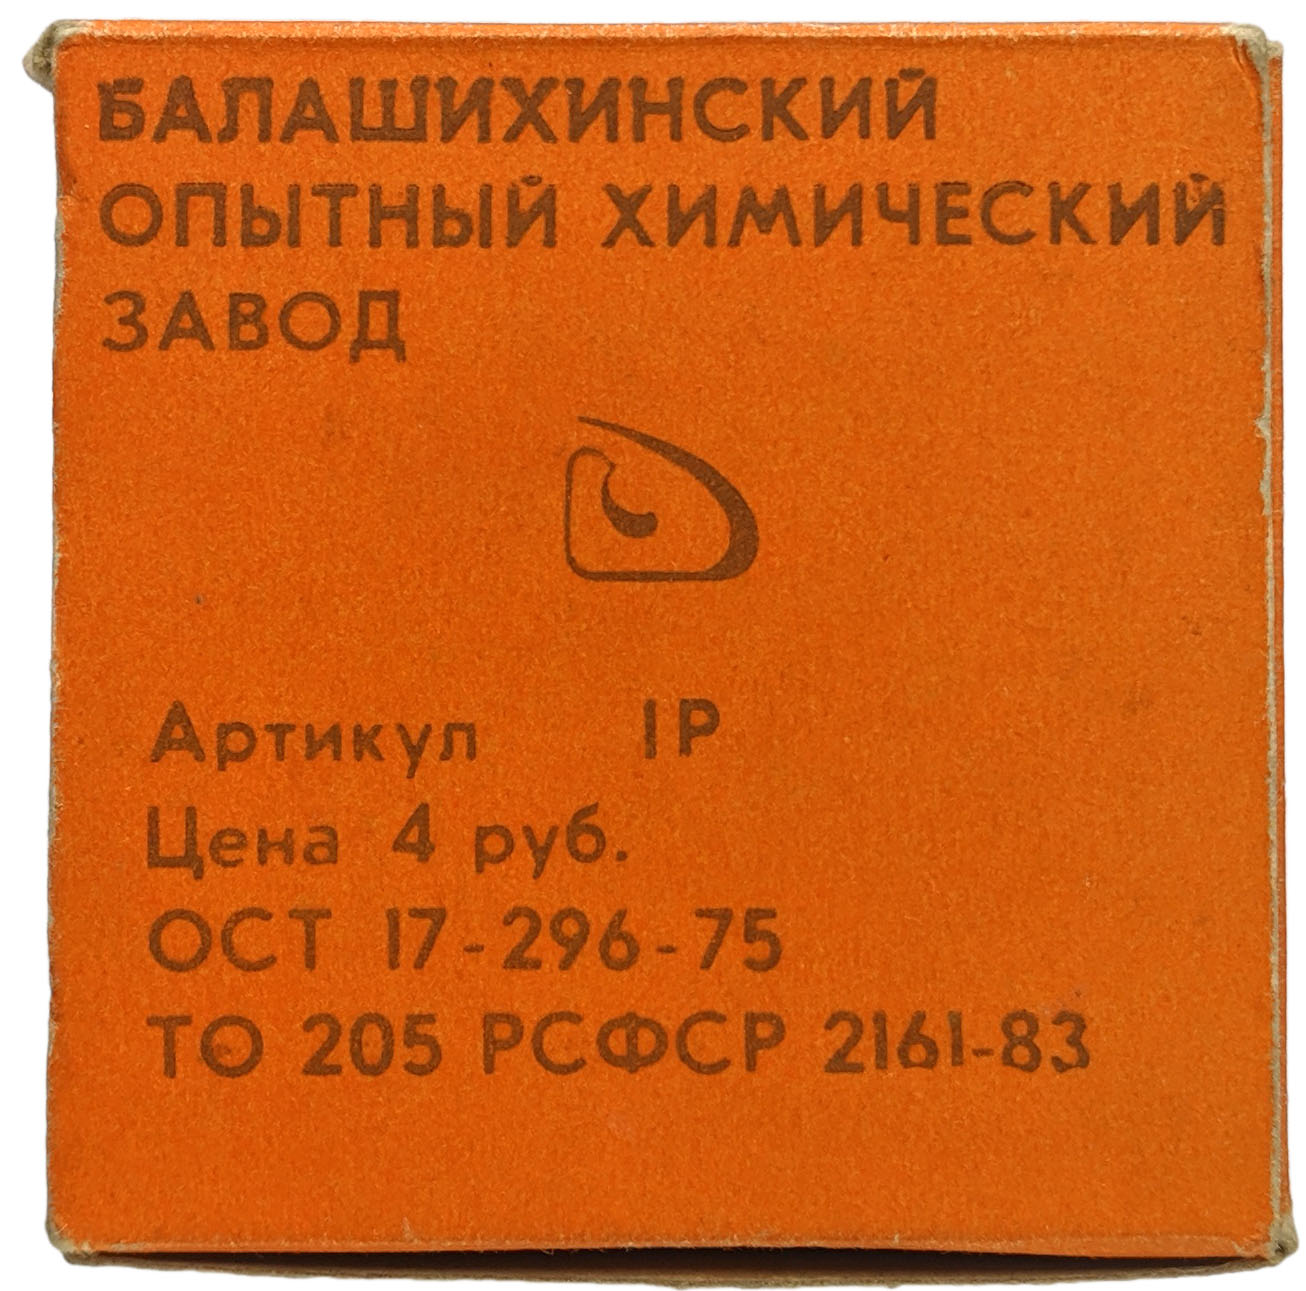 БАЛАШИХИНСКИЙ
ОПЫТНЫЙ ХИМИЧЕСКИЙ
ЗАВОД
Артикул 1Р
Цена 4 руб.
ОСТ 17-296-75
ТО 205 РСФСР 2161-83